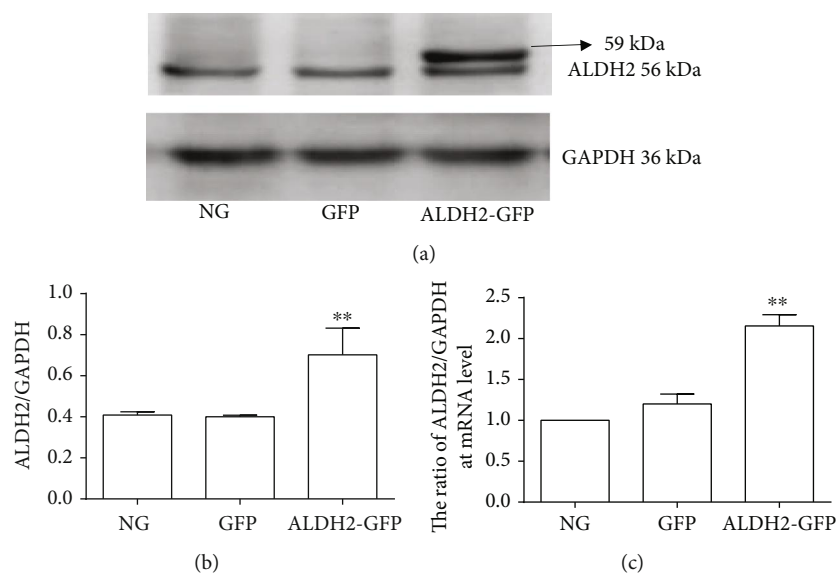 59 kDa
ALDH2 56 kDa
GAPDH 36 kDa
NG GFP ALDH2-GFP
(a)
ALDH2/GAPDH
1.0
0.8
0.6
0.4
0.2
0.0
**
NG GFP ALDH2-GFP
(b)
The ratio of ALDH2/GAPDH
at mRNA level
2.5
2.0
1.5
1.0
0.5
0.0
**
NG GFP ALDH2-GFP
(c)